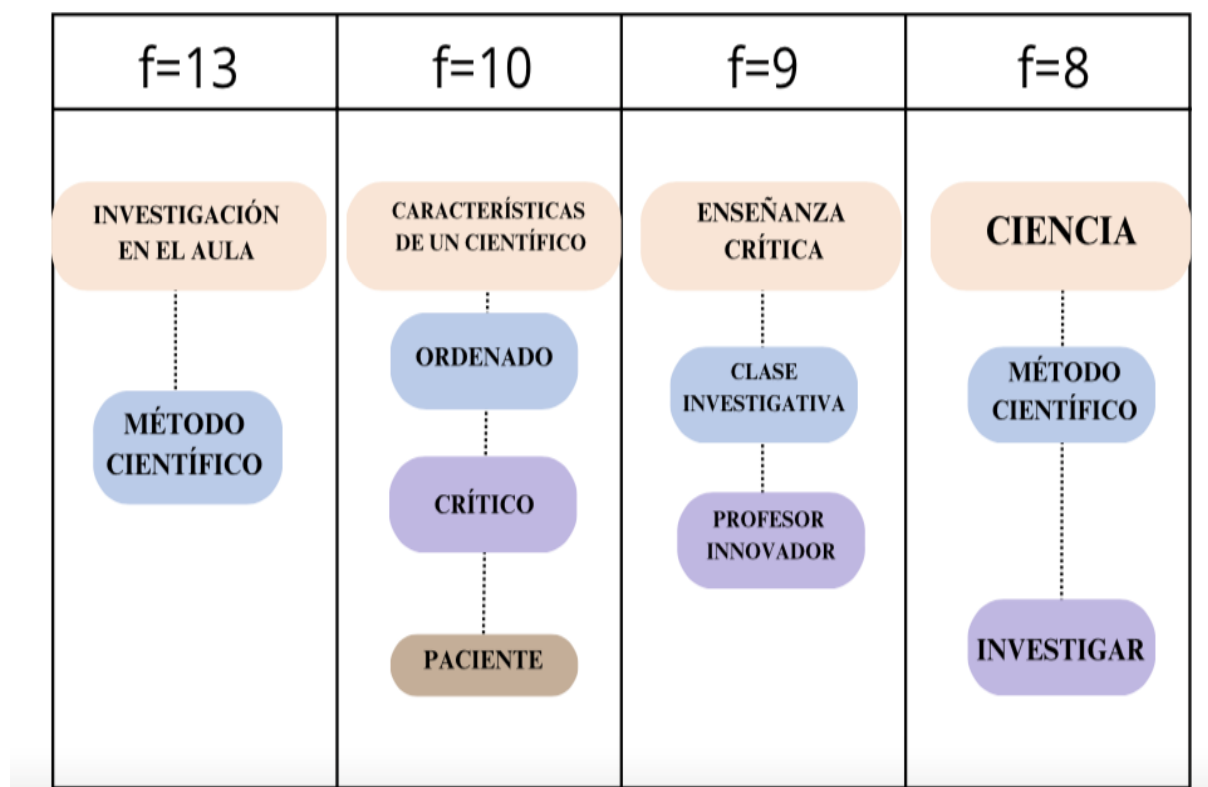 f=13
f=10
f=9
f=8
INVESTIGACIÓN
EN EL AULA
MÉTODO
CIENTÍFICO
CARACTERÍSTICAS
DE UN CIENTÍFICO
ORDENADO
CRÍTICO
PACIENTE
ENSEÑANZA
CRÍTICA
CLASE
INVESTIGATIVA
PROFESOR
INNOVADOR
CIENCIA
MÉTODO
CIENTÍFICO
INVESTIGAR